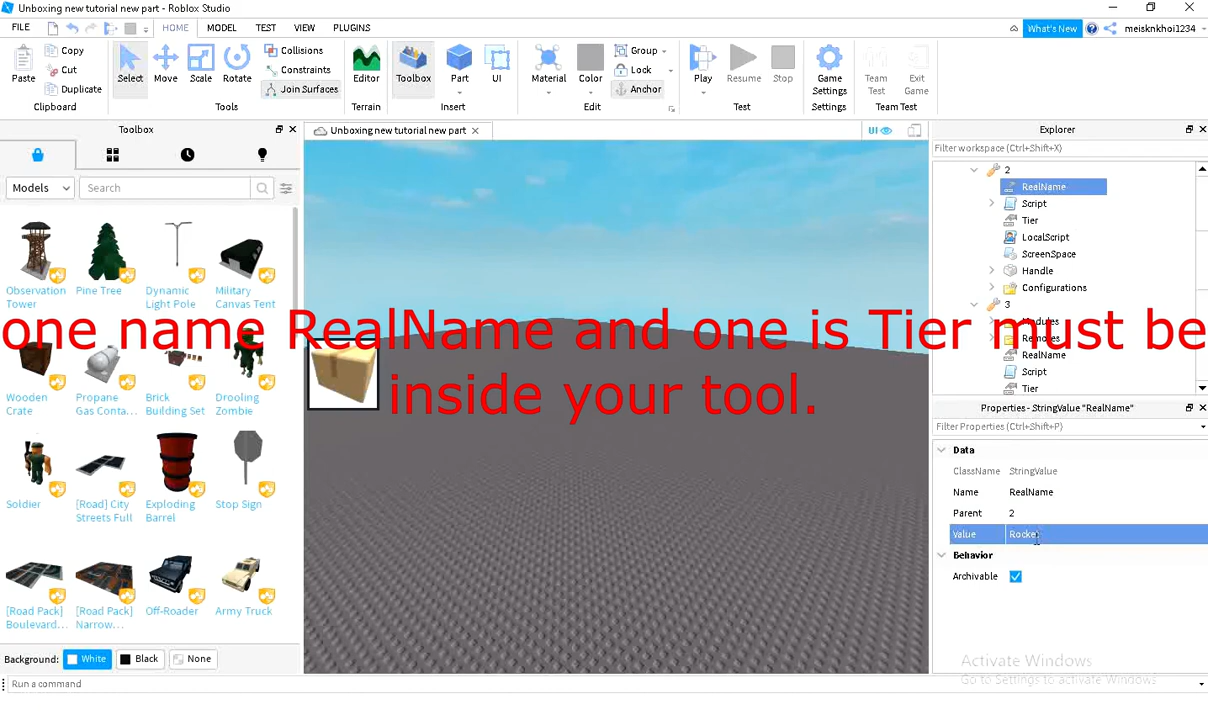 Unboxing new tutorial new part - Roblox Studio
FILE
HOME MODEL TEST VIEW PLUGINS
What's New
meisknkhoi1234
Paste
Copy
Cut
Duplicate
Clipboard
Select
Move
Scale
Rotate
Collisions
Constraints
Join Surfaces
Tools
Editor
Terrain
Toolbox
Part
UI
Insert
Material
Color
Group
Lock
Anchor
Edit
Play
Resume
Stop
Test
Game
Settings
Settings
Team
Test
Exit
Game
Team Test
Toolbox
Models
Search
Observation
Tower
Pine Tree
Dynamic
Light Pole
Military
Canvas Tent
Wooden
Crate
Propane
Gas Conta...
Brick
Building Set
Drooling
Zombie
Soldier
[Road] City
Streets Full
Exploding
Barrel
Stop Sign
[Road Pack]
Boulevard...
[Road Pack]
Narrow...
Off-Roader
Army Truck
Background: White Black None
Run a command
Unboxing new tutorial new part
UI
one name RealName and one is Tier must be
inside your tool.
Explorer
Filter workspace (Ctrl+Shift+X)
2
RealName
Script
Tier
LocalScript
ScreenSpace
Handle
Configurations
3
Modules
Remotes
RealName
Script
Tier
Properties - StringValue "RealName"
Filter Properties (Ctrl+Shift+P)
Data
ClassName StringValue
Name RealName
Parent 2
Value Rocke
Behavior
Archivable
Activate Windows
Go to Settings to activate Windows.